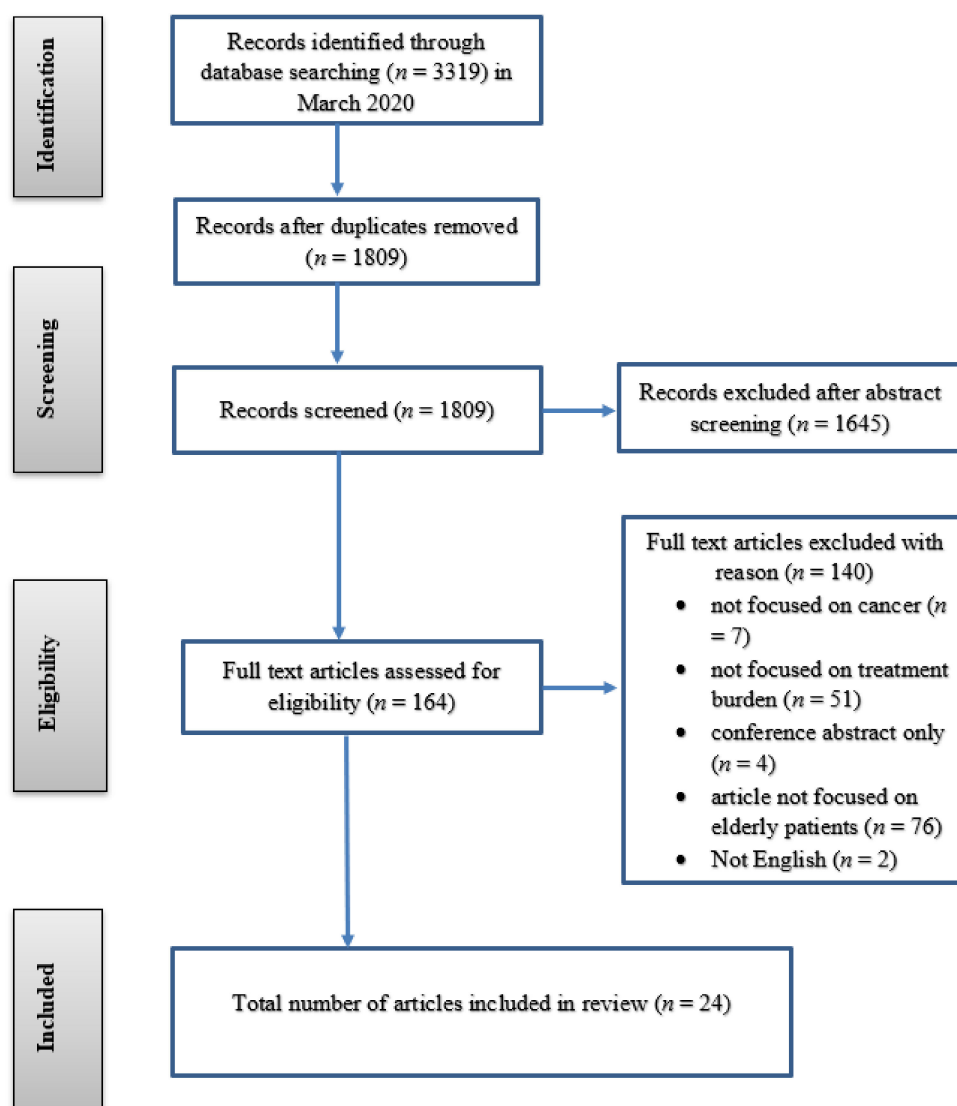 Identification
Records identified through
database searching (n = 3319) in
March 2020
Records after duplicates removed
(n = 1809)
Screening
Records screened (n = 1809)
Records excluded after abstract
screening (n = 1645)
Eligibility
Full text articles assessed for
eligibility (n = 164)
Full text articles excluded with
reason (n = 140)
• not focused on cancer (n
= 7)
• not focused on treatment
burden (n = 51)
• conference abstract only
(n = 4)
• article not focused on
elderly patients (n = 76)
• Not English (n = 2)
Included
Total number of articles included in review (n = 24)